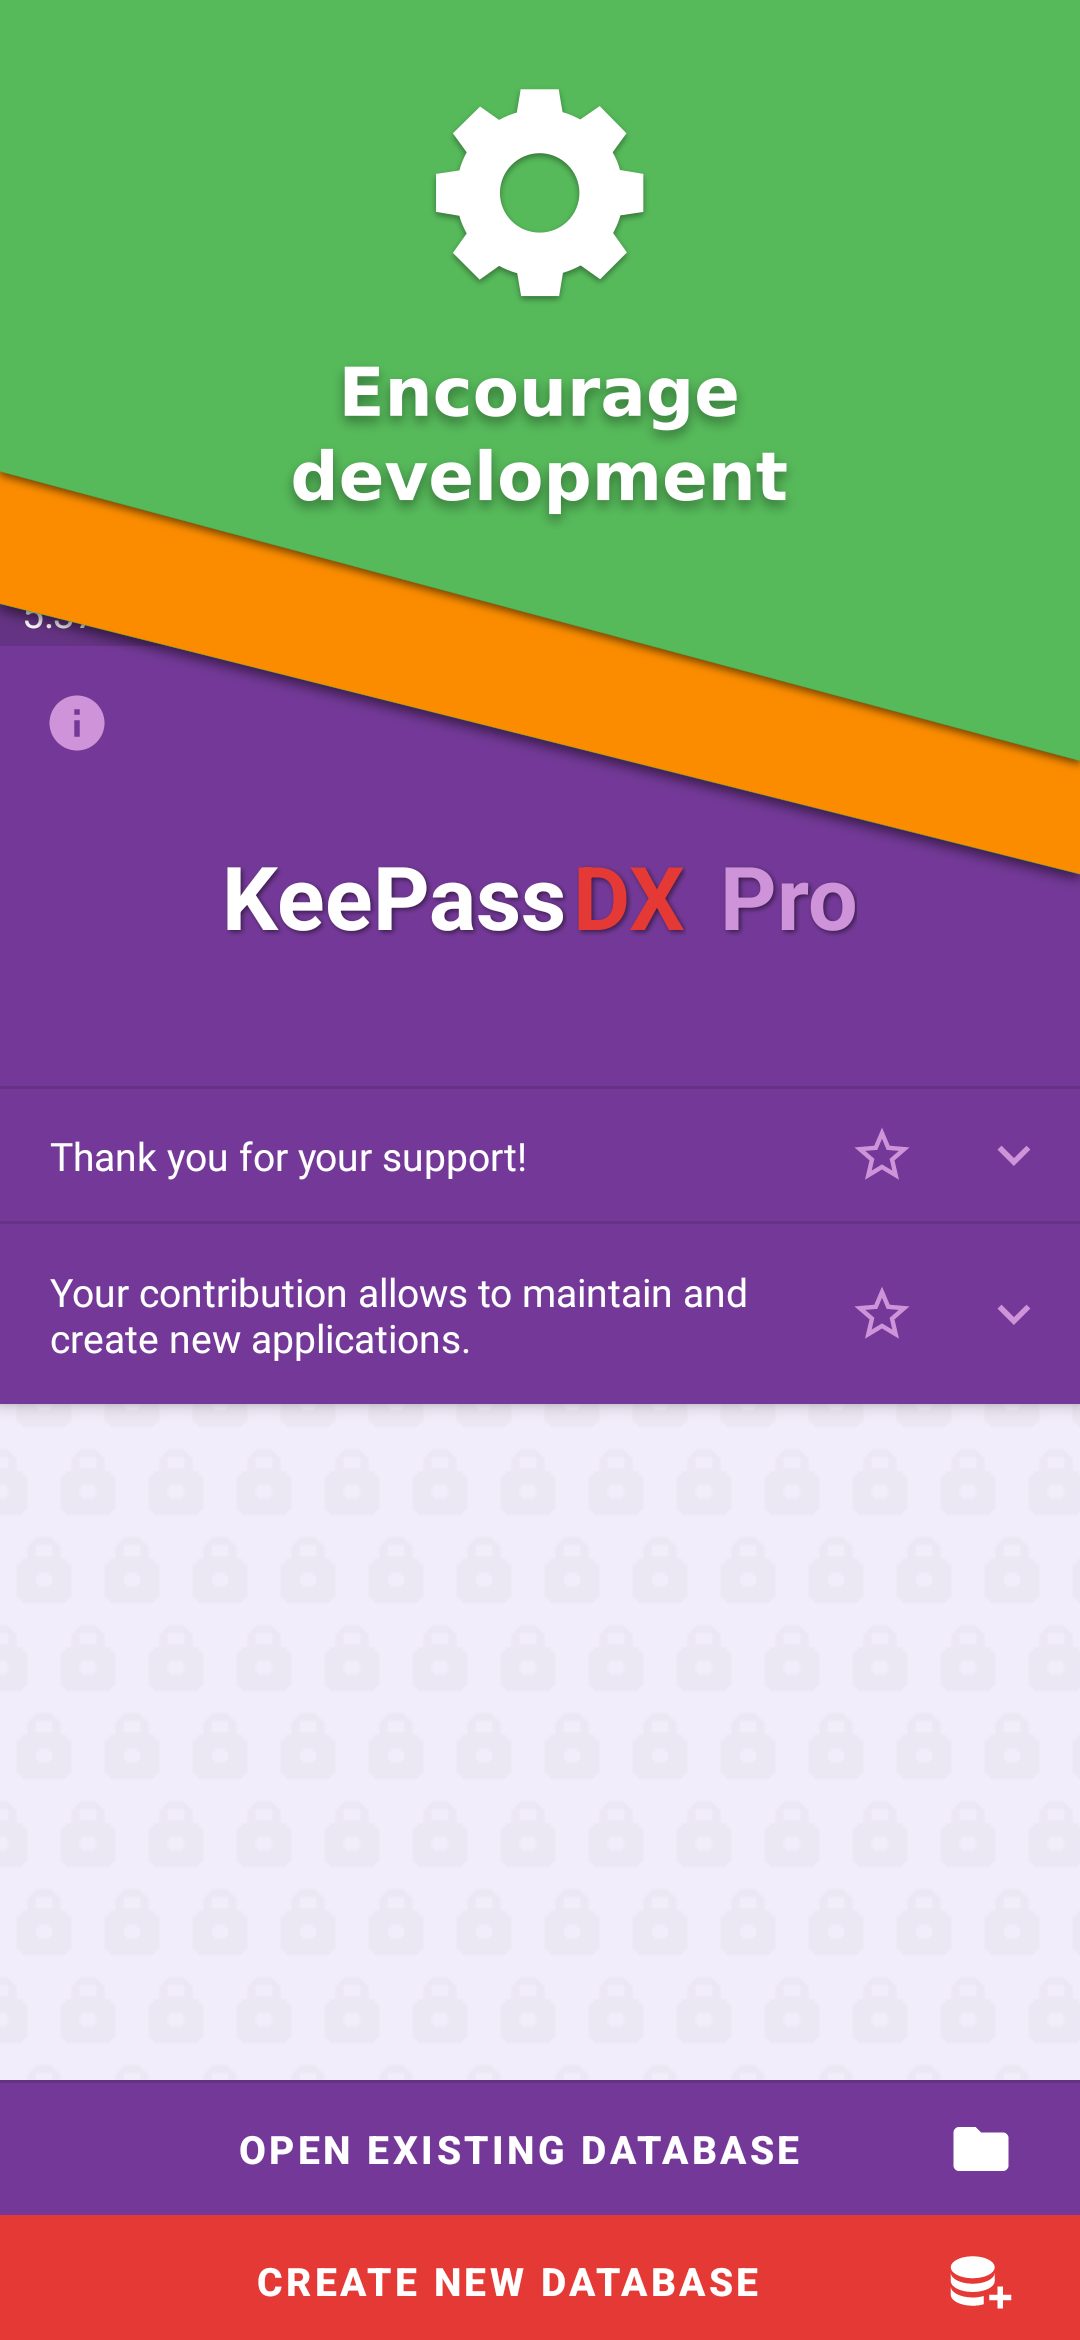 Encourage
development
KeePassDX Pro
Thank you for your support!
Your contribution allows to maintain and
create new applications.
OPEN EXISTING DATABASE
CREATE NEW DATABASE